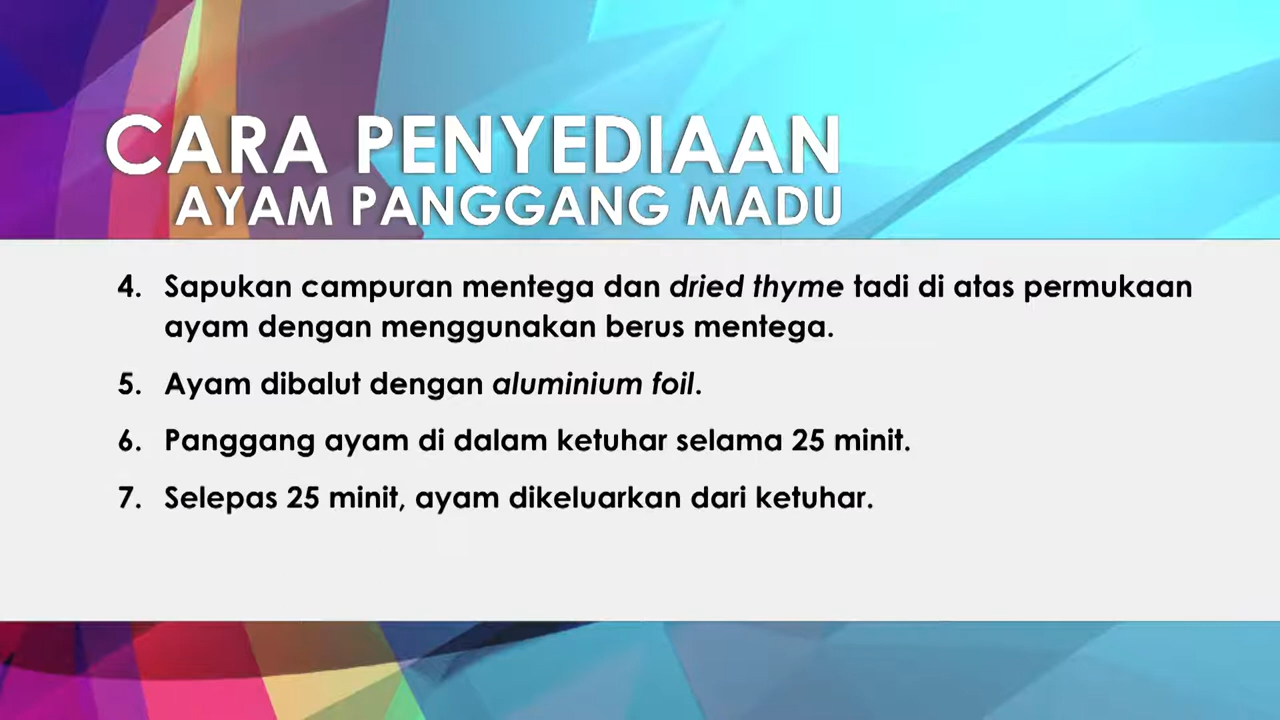 CARA PENYEDIAAN
AYAM PANGGANG MADU
4. Sapukan campuran mentega dan dried thyme tadi di atas permukaan
ayam dengan menggunakan berus mentega.
5. Ayam dibalut dengan aluminium foil.
6. Panggang ayam di dalam ketuhar selama 25 minit.
7. Selepas 25 minit, ayam dikeluarkan dari ketuhar.